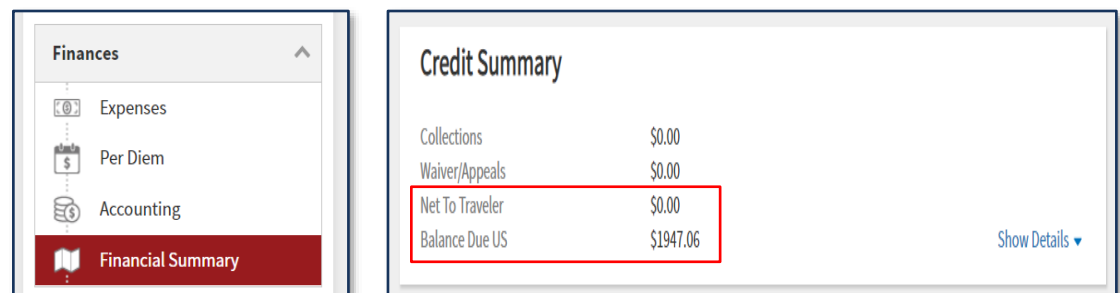 Finances
Expenses
Per Diem
Accounting
Financial Summary
Credit Summary
Collections $0.00
Waiver/Appeals $0.00
Net To Traveler $0.00
Balance Due US $1947.06 Show Details